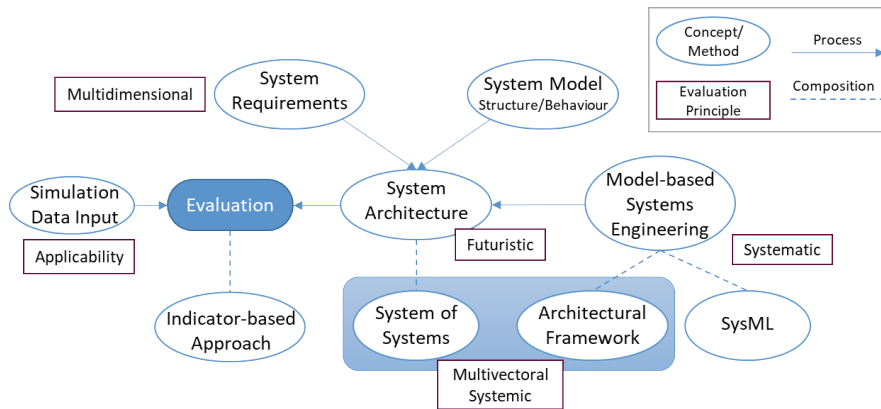 Concept/
Method
Process
Evaluation
Principle
Composition
Multidimensional
System
Requirements
System Model
Structure/Behaviour
Simulation
Data Input
Evaluation
System
Architecture
Model-based
Systems
Engineering
Applicability
Futuristic
Systematic
Indicator-based
Approach
System of
Systems
Architectural
Framework
SysML
Multivectoral
Systemic